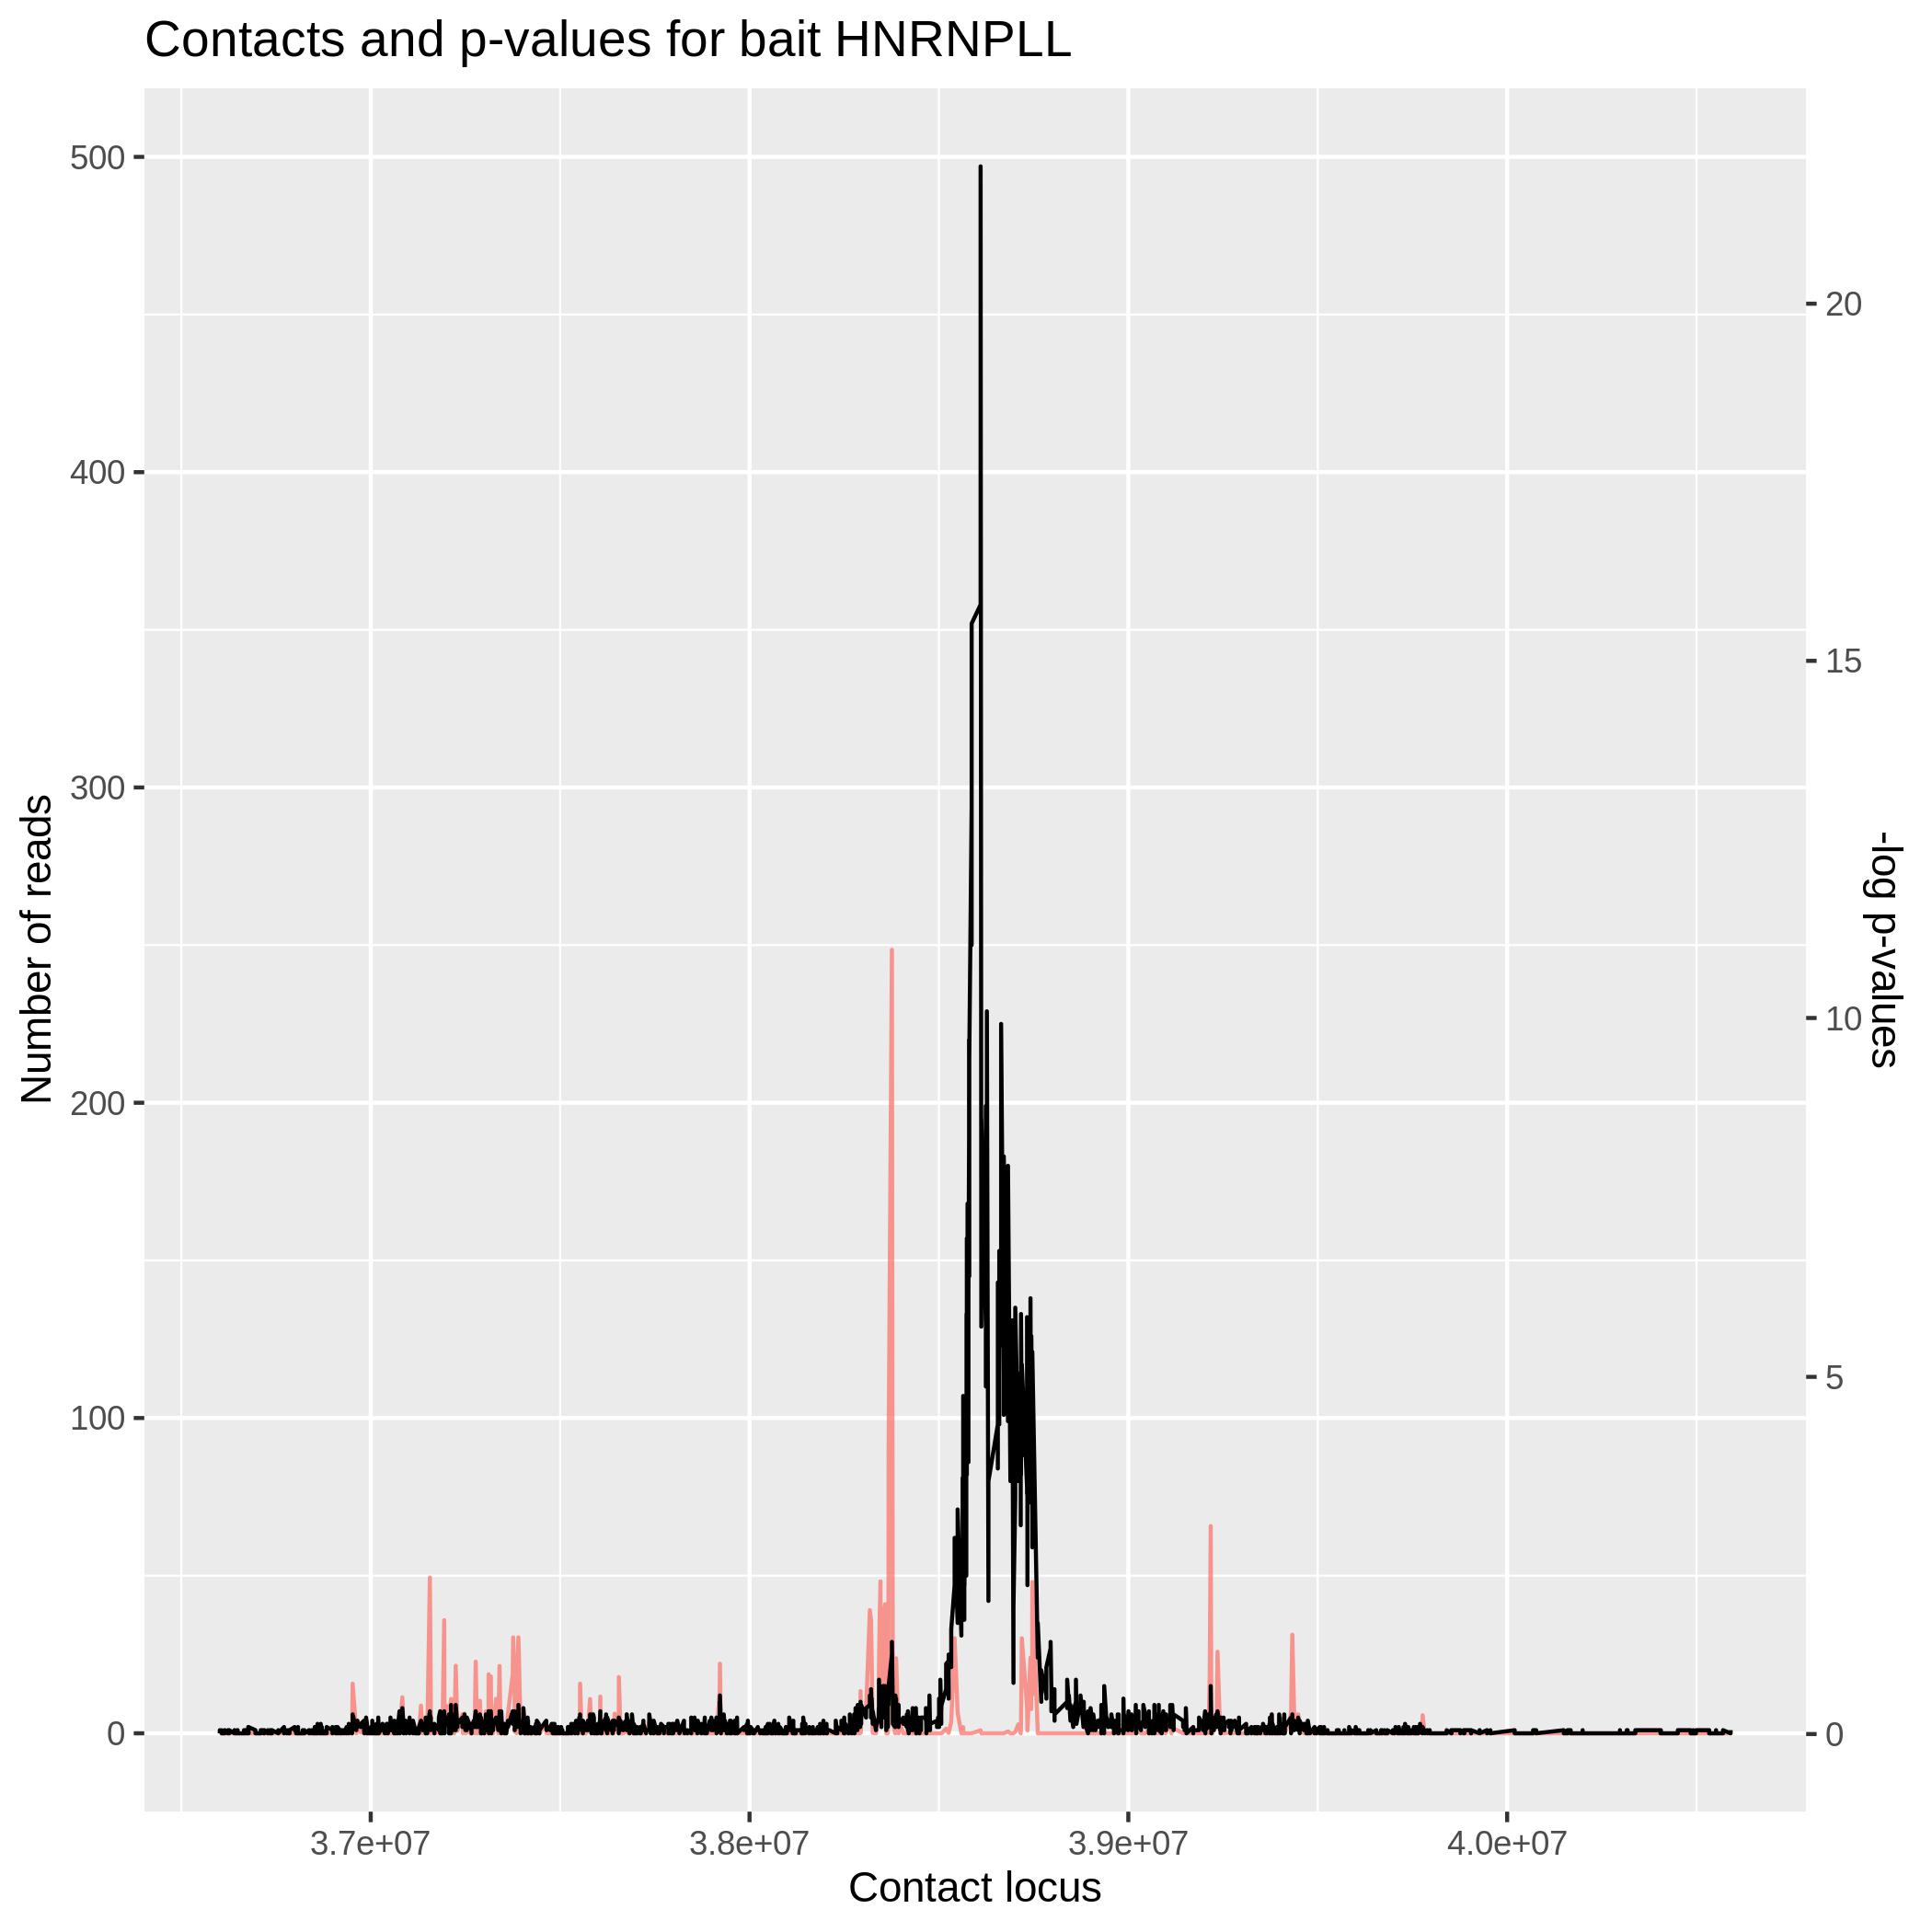 Contacts and p-values for bait HNRNPLL
500
400
300
200
100
0
Number of reads
20
15
10
5
0
-log p-values
3.7e+07 3.8e+07 3.9e+07 4.0e+07
Contact locus